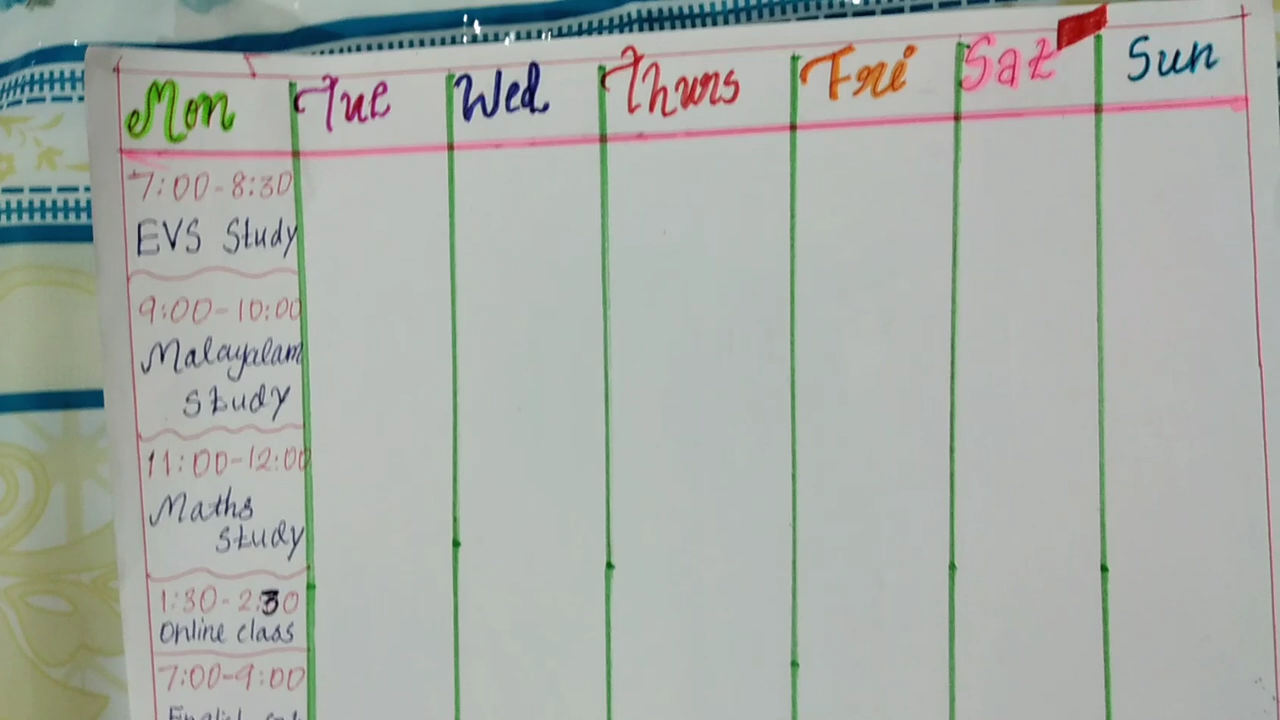 Mon Tue Wed Thurs Fri Sat Sun
7:00-8:30
EVS Study
9:00-10:00
Malayalam
Study
11:00-12:00
Maths
Study
1:30-2:30
Online class
7:00-9:00
English